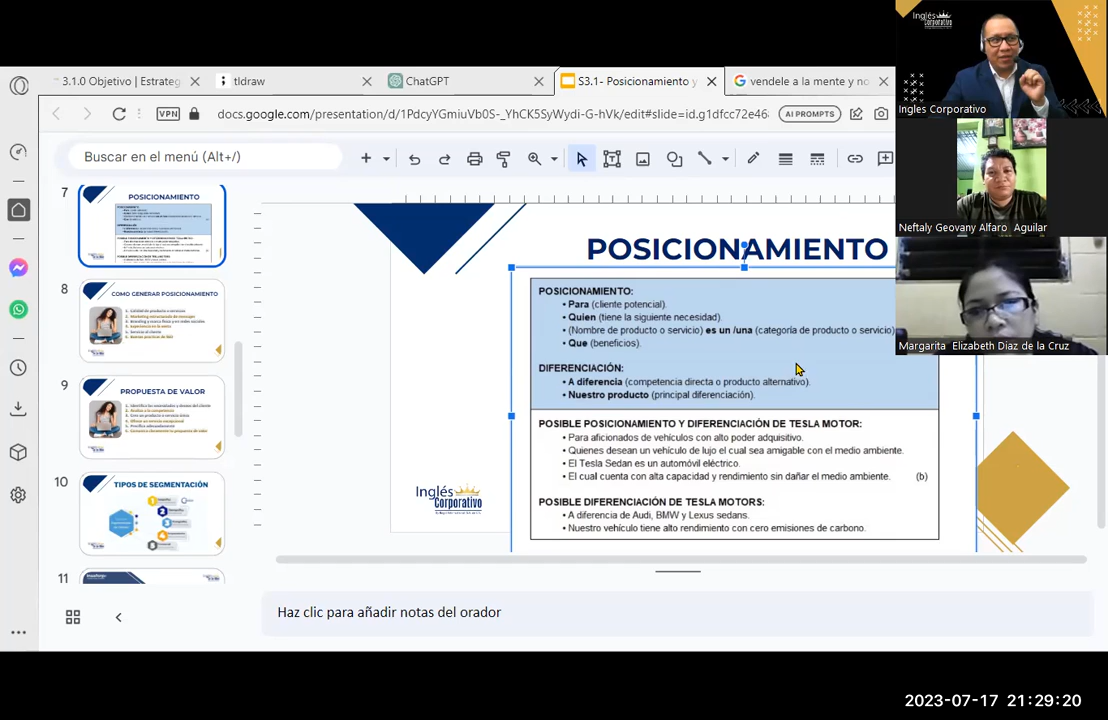 3.1.0 Objetivo | Estrateg
tldraw
ChatGPT
S3.1- Posicionamiento y
vendele a la mente y no
VPN
docs.google.com/presentation/d/1PdcyYGmiuVb0S-_YhCK5SyWydi-G-hVk/edit#slide=id.g1dfcc72e46
AI PROMPTS
Buscar en el menú (Alt+/)
Inglés
Corporativo
Ingles Corporativo
Neftaly Geovany Alfaro Aguilar
Margarita Elizabeth Diaz de la Cruz
7
POSICIONAMIENTO
8
COMO GENERAR POSICIONAMIENTO
9
PROPUESTA DE VALOR
10
TIPOS DE SEGMENTACIÓN
11
POSICIONAMIENTO
POSICIONAMIENTO:
• Para (cliente potencial).
• Quien (tiene la siguiente necesidad).
• (Nombre de producto o servicio) es un /una (categoría de producto o servicio)
• Que (beneficios).
DIFERENCIACIÓN:
• A diferencia (competencia directa o producto alternativo).
• Nuestro producto (principal diferenciación).
POSIBLE POSICIONAMIENTO Y DIFERENCIACIÓN DE TESLA MOTOR:
• Para aficionados de vehículos con alto poder adquisitivo.
• Quienes desean un vehículo de lujo el cual sea amigable con el medio ambiente.
• El Tesla Sedan es un automóvil eléctrico.
• El cual cuenta con alta capacidad y rendimiento sin dañar el medio ambiente. (b)
POSIBLE DIFERENCIACIÓN DE TESLA MOTORS:
• A diferencia de Audi, BMW y Lexus sedans.
• Nuestro vehículo tiene alto rendimiento con cero emisiones de carbono.
Inglés
Corporativo
Haz clic para añadir notas del orador
2023-07-17 21:29:20